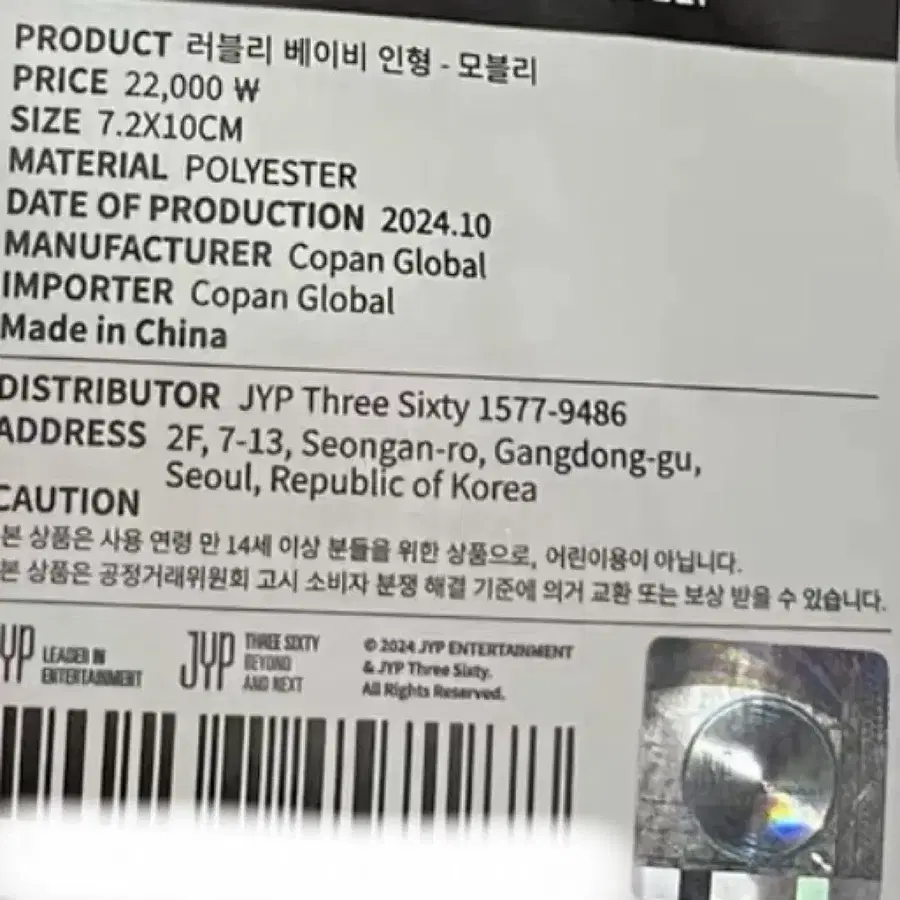 PRODUCT 러블리 베이비 인형 - 모블리
PRICE 22,000 ₩
SIZE 7.2X10CM
MATERIAL POLYESTER
DATE OF PRODUCTION 2024.10
MANUFACTURER Copan Global
IMPORTER Copan Global
Made in China
DISTRIBUTOR JYP Three Sixty 1577-9486
ADDRESS 2F, 7-13, Seongan-ro, Gangdong-gu,
Seoul, Republic of Korea
CAUTION
본 상품은 사용 연령 만 14세 이상 분들을 위한 상품으로, 어린이용이 아닙니다.
본 상품은 공정거래위원회 고시 소비자 분쟁 해결 기준에 의거 교환 또는 보상 받을 수 있습니다.
JYP LEADER IN ENTERTAINMENT
JYP THREE SIXTY BEYOND AND NEXT
© 2024 JYP ENTERTAINMENT
& JYP Three Sixty.
All Rights Reserved.